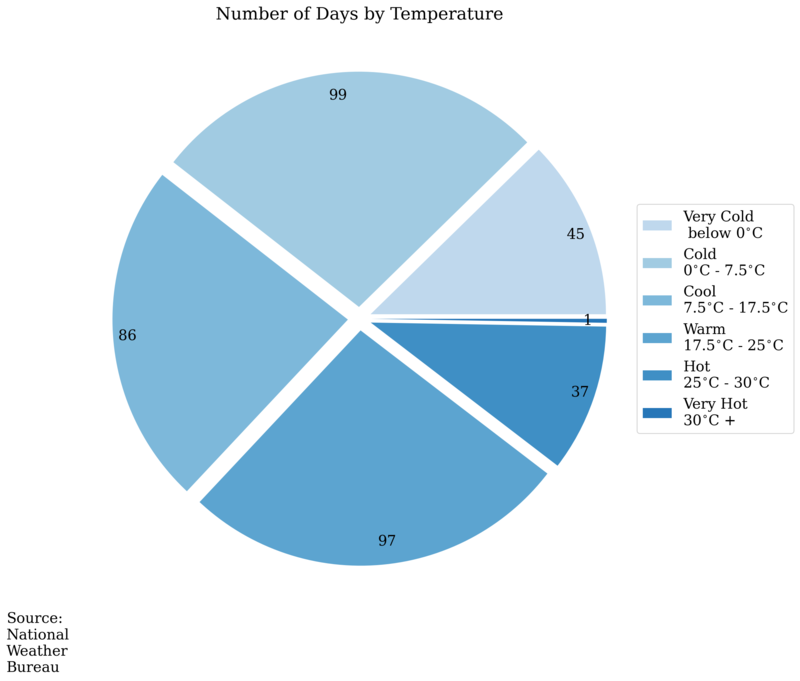 Number of Days by Temperature
99
45
86
1
37
97
Very Cold
below 0°C
Cold
0°C - 7.5°C
Cool
7.5°C - 17.5°C
Warm
17.5°C - 25°C
Hot
25°C - 30°C
Very Hot
30°C +
Source:
National
Weather
Bureau